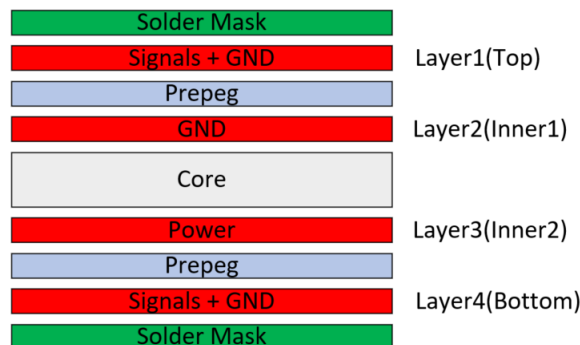 Solder Mask
Signals + GND Layer1(Top)
Prepeg
GND Layer2(Inner1)
Core
Power Layer3(Inner2)
Prepeg
Signals + GND Layer4(Bottom)
Solder Mask